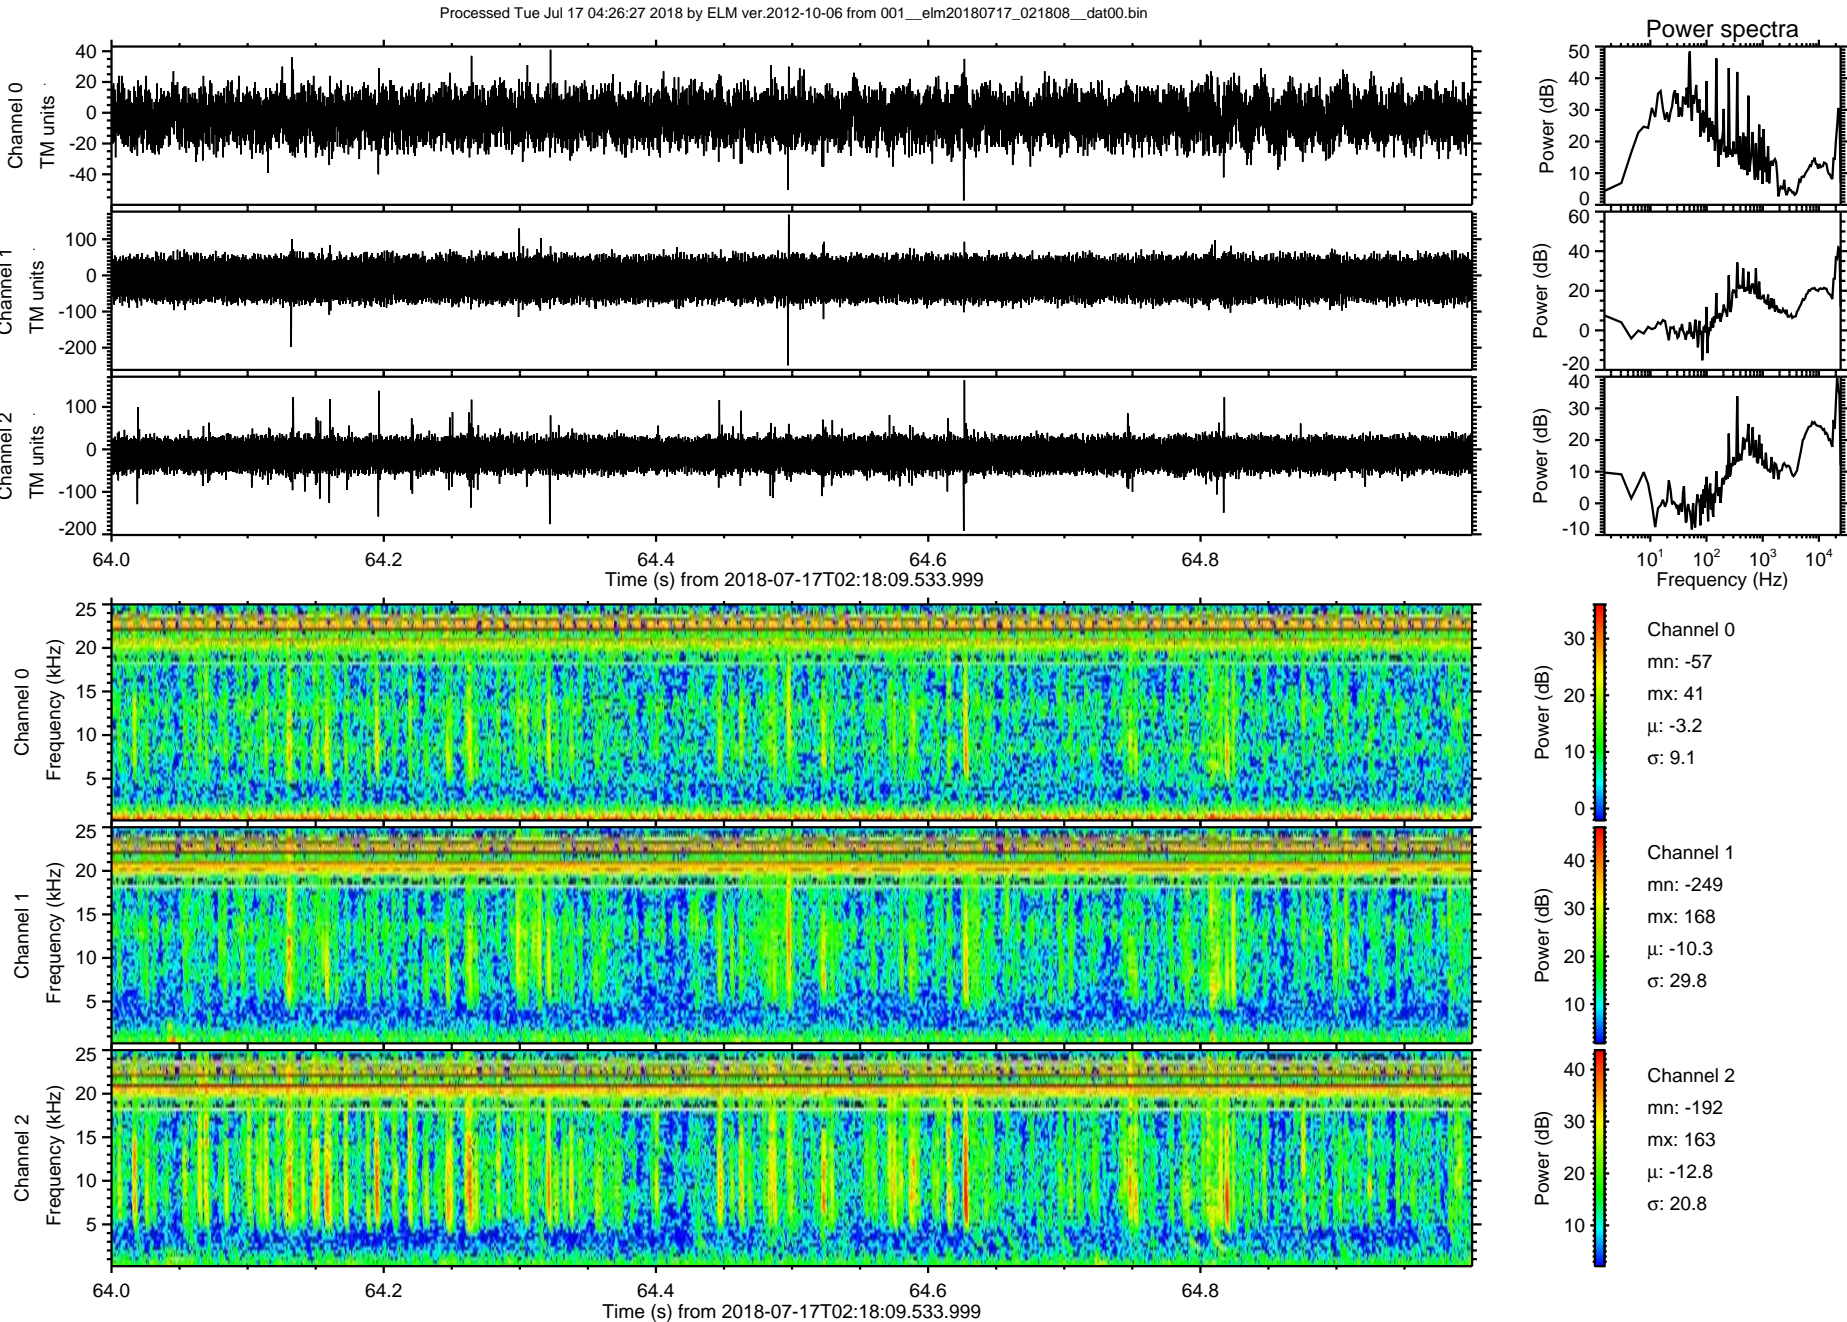 Processed Tue Jul 17 04:26:27 2018 by ELM ver.2012-10-06 from 001__elm20180717_021808__dat00.bin
Power spectra
Channel 0
TM units
40
20
0
-20
-40
Power (dB)
50
40
30
20
10
0
Channel 1
TM units
100
0
-100
-200
Power (dB)
60
40
20
0
-20
Channel 2
TM units
100
0
-100
-200
Power (dB)
40
30
20
10
0
-10
64.0 64.2 64.4 64.6 64.8
Time (s) from 2018-07-17T02:18:09.533.999
10^1 10^2 10^3 10^4
Frequency (Hz)
Channel 0
Frequency (kHz)
25
20
15
10
5
Power (dB)
30
20
10
0
Channel 0
mn: -57
mx: 41
μ: -3.2
σ: 9.1
Channel 1
Frequency (kHz)
25
20
15
10
5
Power (dB)
40
30
20
10
Channel 1
mn: -249
mx: 168
μ: -10.3
σ: 29.8
Channel 2
Frequency (kHz)
25
20
15
10
5
Power (dB)
40
30
20
10
Channel 2
mn: -192
mx: 163
μ: -12.8
σ: 20.8
64.0 64.2 64.4 64.6 64.8
Time (s) from 2018-07-17T02:18:09.533.999